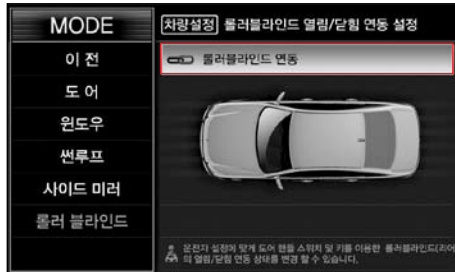 MODE
이 전
도 어
윈도우
썬루프
사이드 미러
롤러 블라인드
차량설정 롤러블라인드 열림/닫힘 연동 설정
롤러블라인드 연동
운전자 설정에 맞게 도어 핸들 스위치 및 키를 이용한 롤러블라인드(리어
의 열림/닫힘 연동 상태를 변경 할 수 있습니다.